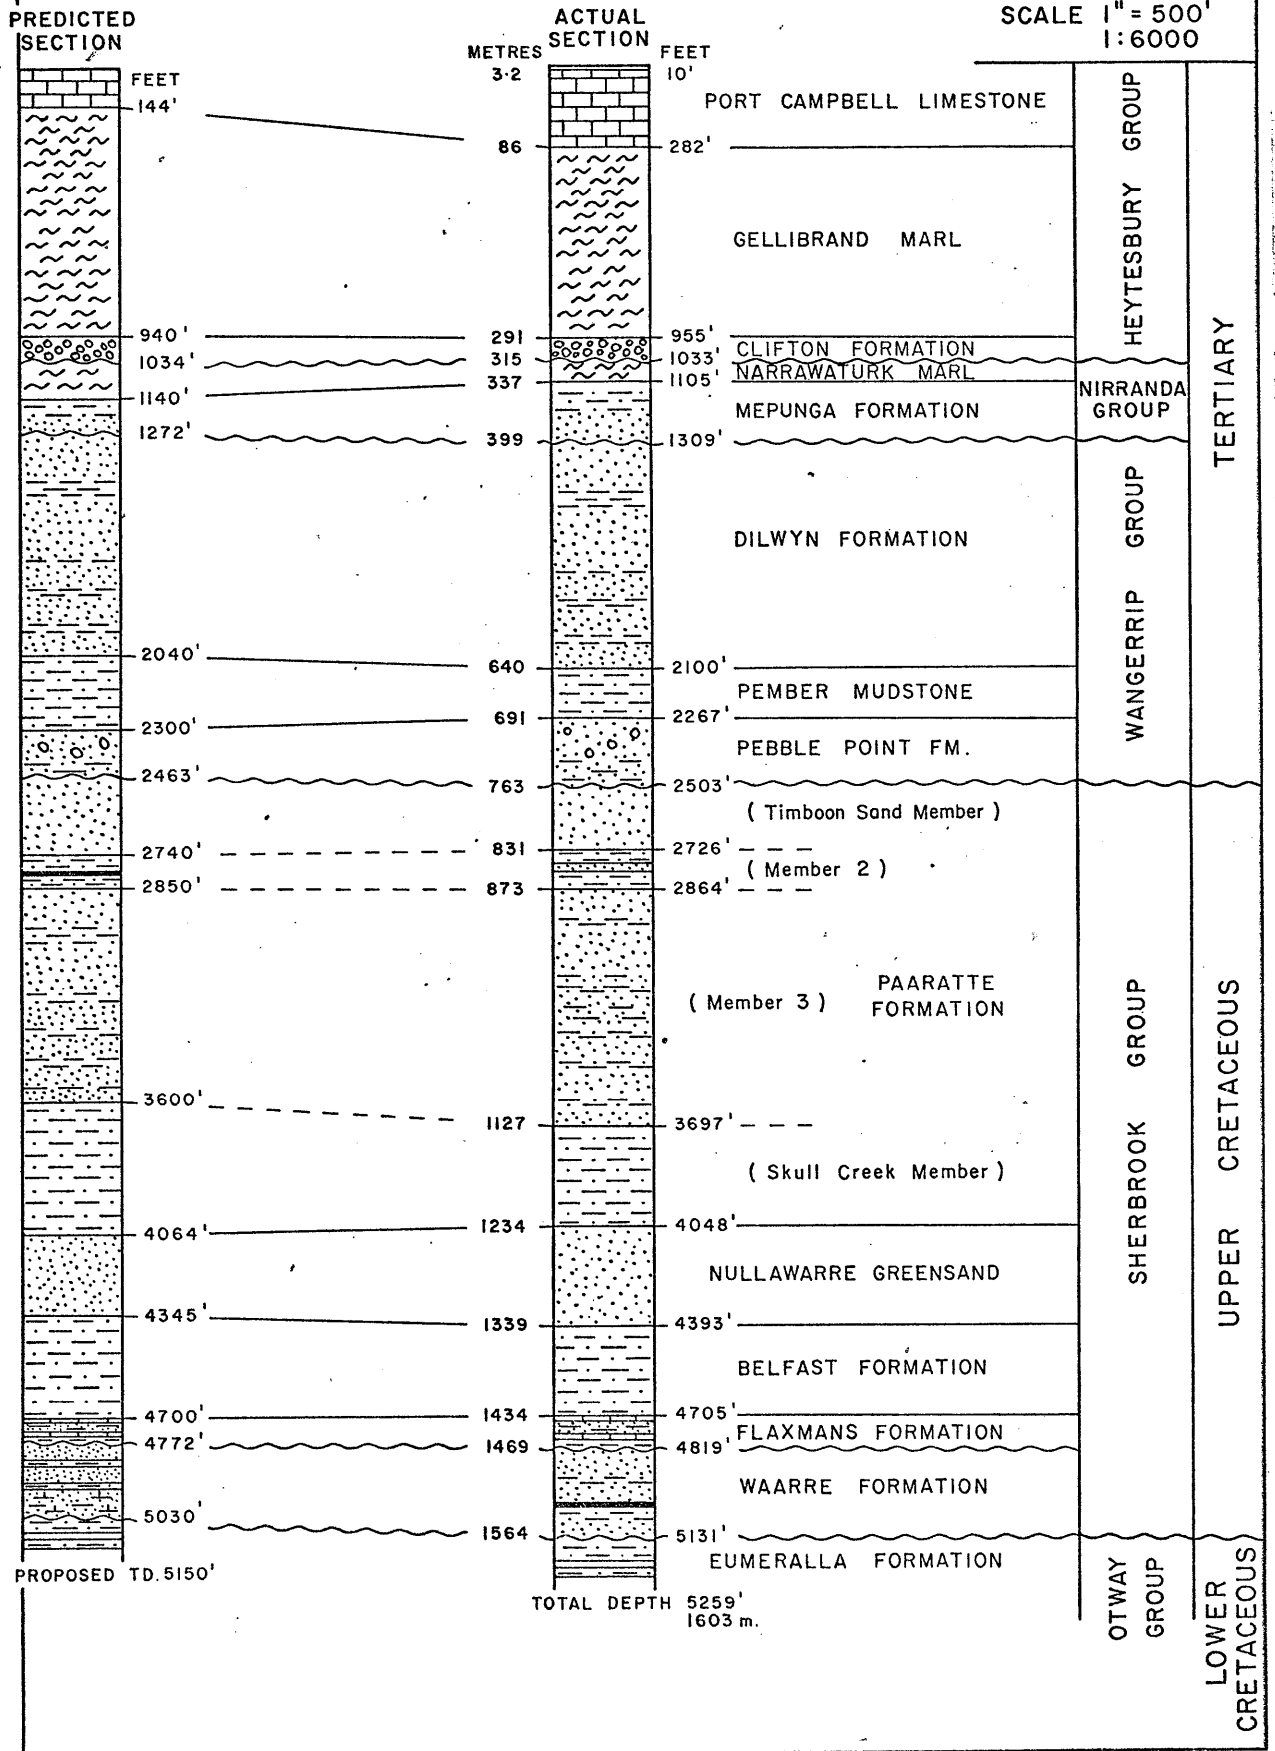 PREDICTED
SECTION
ACTUAL
SECTION
SCALE 1" = 500'
1:6000
METRES
FEET
FEET
3·2
10'
PORT CAMPBELL LIMESTONE
144'
86
282'
GELLIBRAND MARL
HEYTESBURY GROUP
940'
291
955'
CLIFTON FORMATION
1034'
315
1033'
NARRAWATURK MARL
1140'
337
1105'
MEPUNGA FORMATION
NIRRANDA
GROUP
1272'
399
1309'
TERTIARY
DILWYN FORMATION
WANGERRIP GROUP
2040'
640
2100'
PEMBER MUDSTONE
2300'
691
2267'
PEBBLE POINT FM.
2463'
763
2503'
( Timboon Sand Member )
2740'
831
2726'
( Member 2 )
2850'
873
2864'
( Member 3 )
PAARATTE
FORMATION
SHERBROOK GROUP
UPPER CRETACEOUS
3600'
1127
3697'
( Skull Creek Member )
4064'
1234
4048'
NULLAWARRE GREENSAND
4345'
1339
4393'
BELFAST FORMATION
4700'
1434
4705'
FLAXMANS FORMATION
4772'
1469
4819'
WAARRE FORMATION
5030'
1564
5131'
EUMERALLA FORMATION
OTWAY
GROUP
LOWER
CRETACEOUS
PROPOSED TD. 5150'
TOTAL DEPTH 5259'
1603 m.